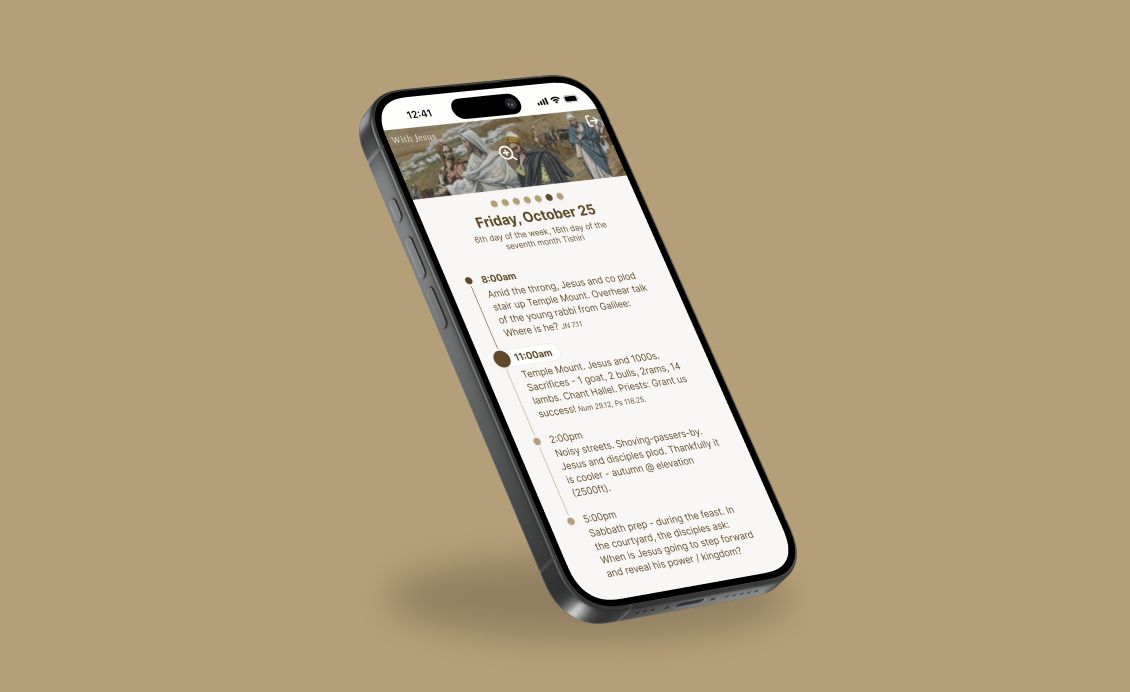 12:41
With Jesus
Friday, October 25
6th day of the week, 16th day of the
seventh month Tishiri
8:00am
Amid the throng, Jesus and co plod
stair up Temple Mount. Overhear talk
of the young rabbi from Galilee:
Where is he? JN 7.11
11:00am
Temple Mount. Jesus and 1000s.
Sacrifices - 1 goat, 2 bulls, 2rams, 14
lambs. Chant Hallel. Priests: Grant us
success! Num 29.12, Ps 118.25.
2:00pm
Noisy streets. Shoving-passers-by.
Jesus and disciples plod. Thankfully it
is cooler - autumn @ elevation
(2500ft).
5:00pm
Sabbath prep - during the feast. In
the courtyard, the disciples ask:
When is Jesus going to step forward
and reveal his power / kingdom?